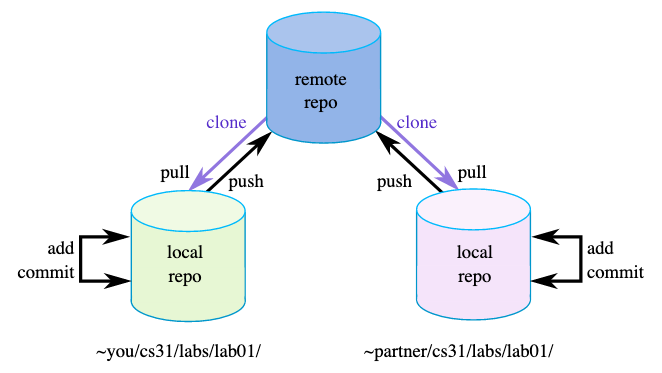 remote
repo
clone
clone
pull
push
push
pull
add
commit
local
repo
local
repo
add
commit
~you/cs31/labs/lab01/
~partner/cs31/labs/lab01/